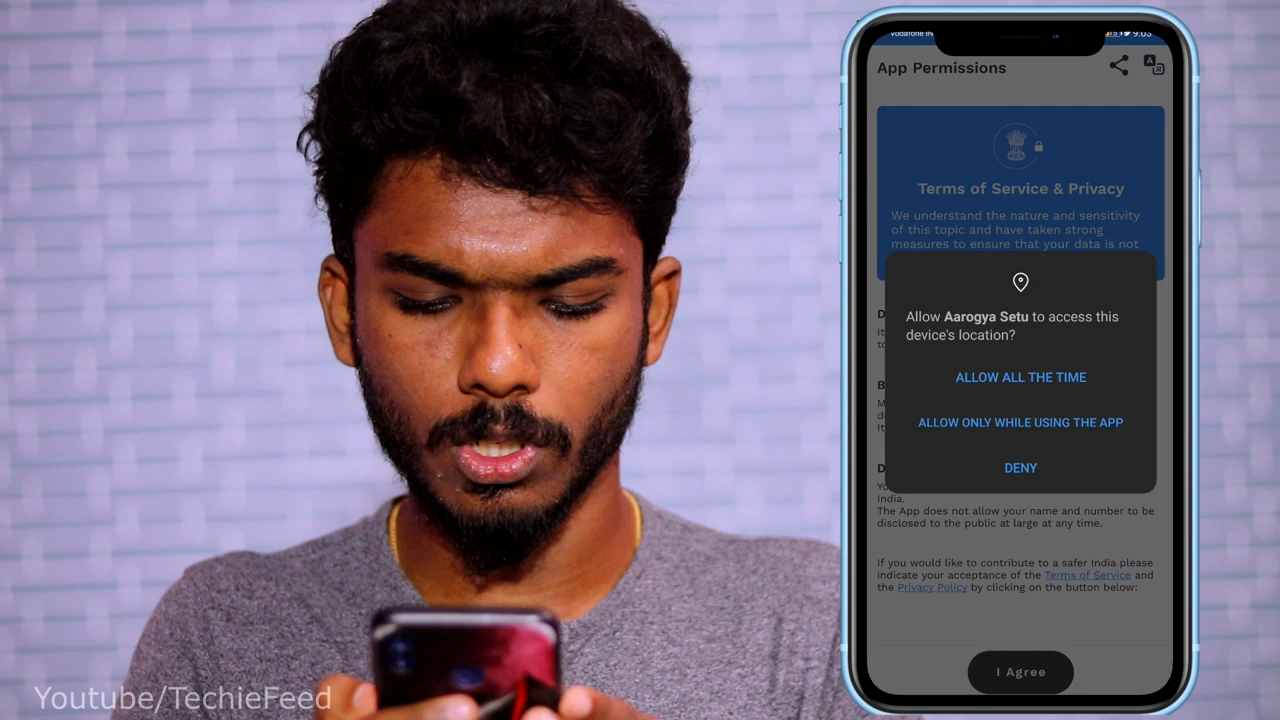 Vodafone IN
9:03
App Permissions
Terms of Service & Privacy
We understand the nature and sensitivity
of this topic and have taken strong
measures to ensure that your data is not
Allow Aarogya Setu to access this
device's location?
ALLOW ALL THE TIME
ALLOW ONLY WHILE USING THE APP
DENY
India.
The App does not allow your name and number to be
disclosed to the public at large at any time.
If you would like to contribute to a safer India please
indicate your acceptance of the Terms of Service and
the Privacy Policy by clicking on the button below:
I Agree
Youtube/TechieFeed